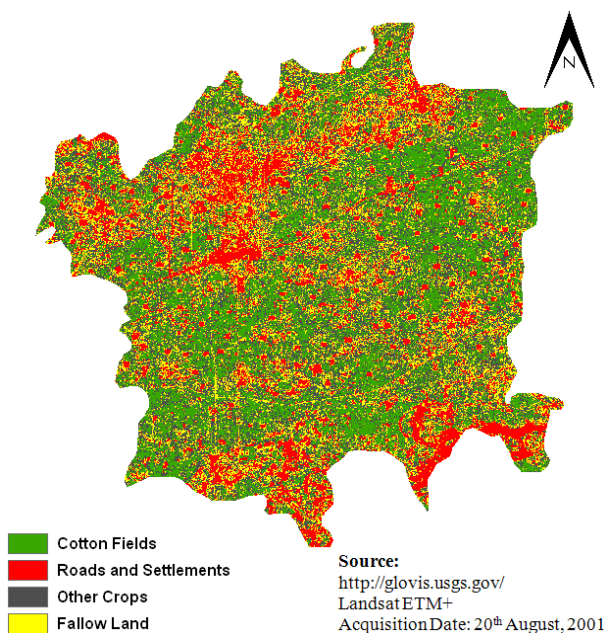 N
Cotton Fields
Roads and Settlements
Other Crops
Fallow Land
Source:
http://glovis.usgs.gov/
Landsat ETM+
Acquisition Date: 20th August, 2001